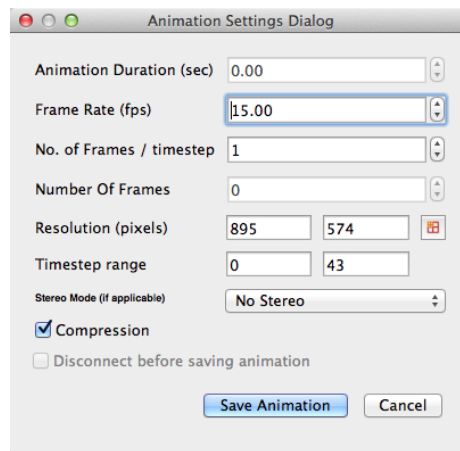 Animation Settings Dialog
Animation Duration (sec) 0.00
Frame Rate (fps) 15.00
No. of Frames / timestep 1
Number Of Frames 0
Resolution (pixels) 895 574
Timestep range 0 43
Stereo Mode (if applicable) No Stereo
Compression
Disconnect before saving animation
Save Animation Cancel